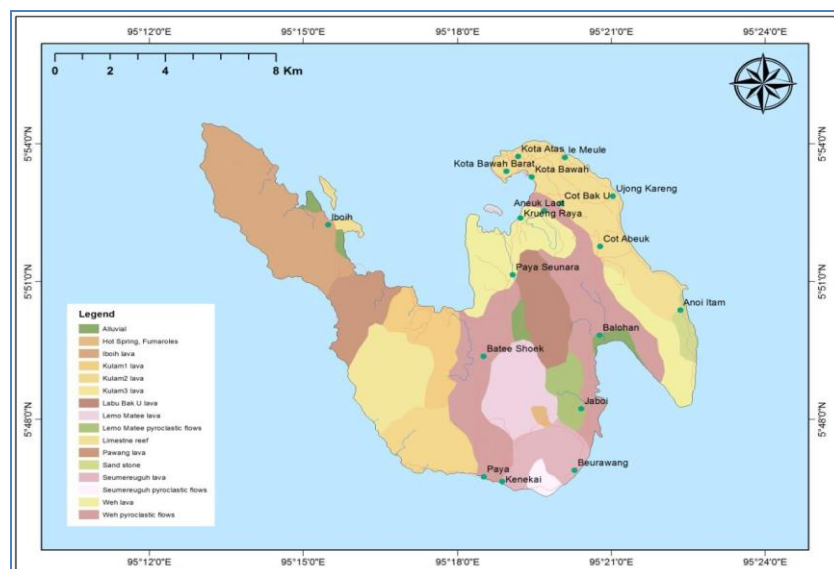 95°12'0"E 95°15'0"E 95°18'0"E 95°21'0"E 95°24'0"E
0 2 4 8 Km
5°54'0"N 5°54'0"N
Kota Atas Ie Meule
Kota Bawah Barat Kota Bawah
Cot Bak U Ujong Kareng
Aneuk Laot
Iboih Krueng Raya
Cot Abeuk
Paya Seunara
5°51'0"N 5°51'0"N
Anoi Itam
Balohan
Batee Shoek
Jaboi
5°48'0"N 5°48'0"N
Beurawang
Paya
Kenekai
Legend
Alluvial
Hot Spring, Fumaroles
Iboih lava
Kulam1 lava
Kulam2 lava
Kulam3 lava
Labu Bak U lava
Lemo Matee lava
Lemo Matee pyroclastic flows
Limestne reef
Pawang lava
Sand stone
Seumereuguh lava
Seumereuguh pyroclastic flows
Weh lava
Weh pyroclastic flows
95°12'0"E 95°15'0"E 95°18'0"E 95°21'0"E 95°24'0"E